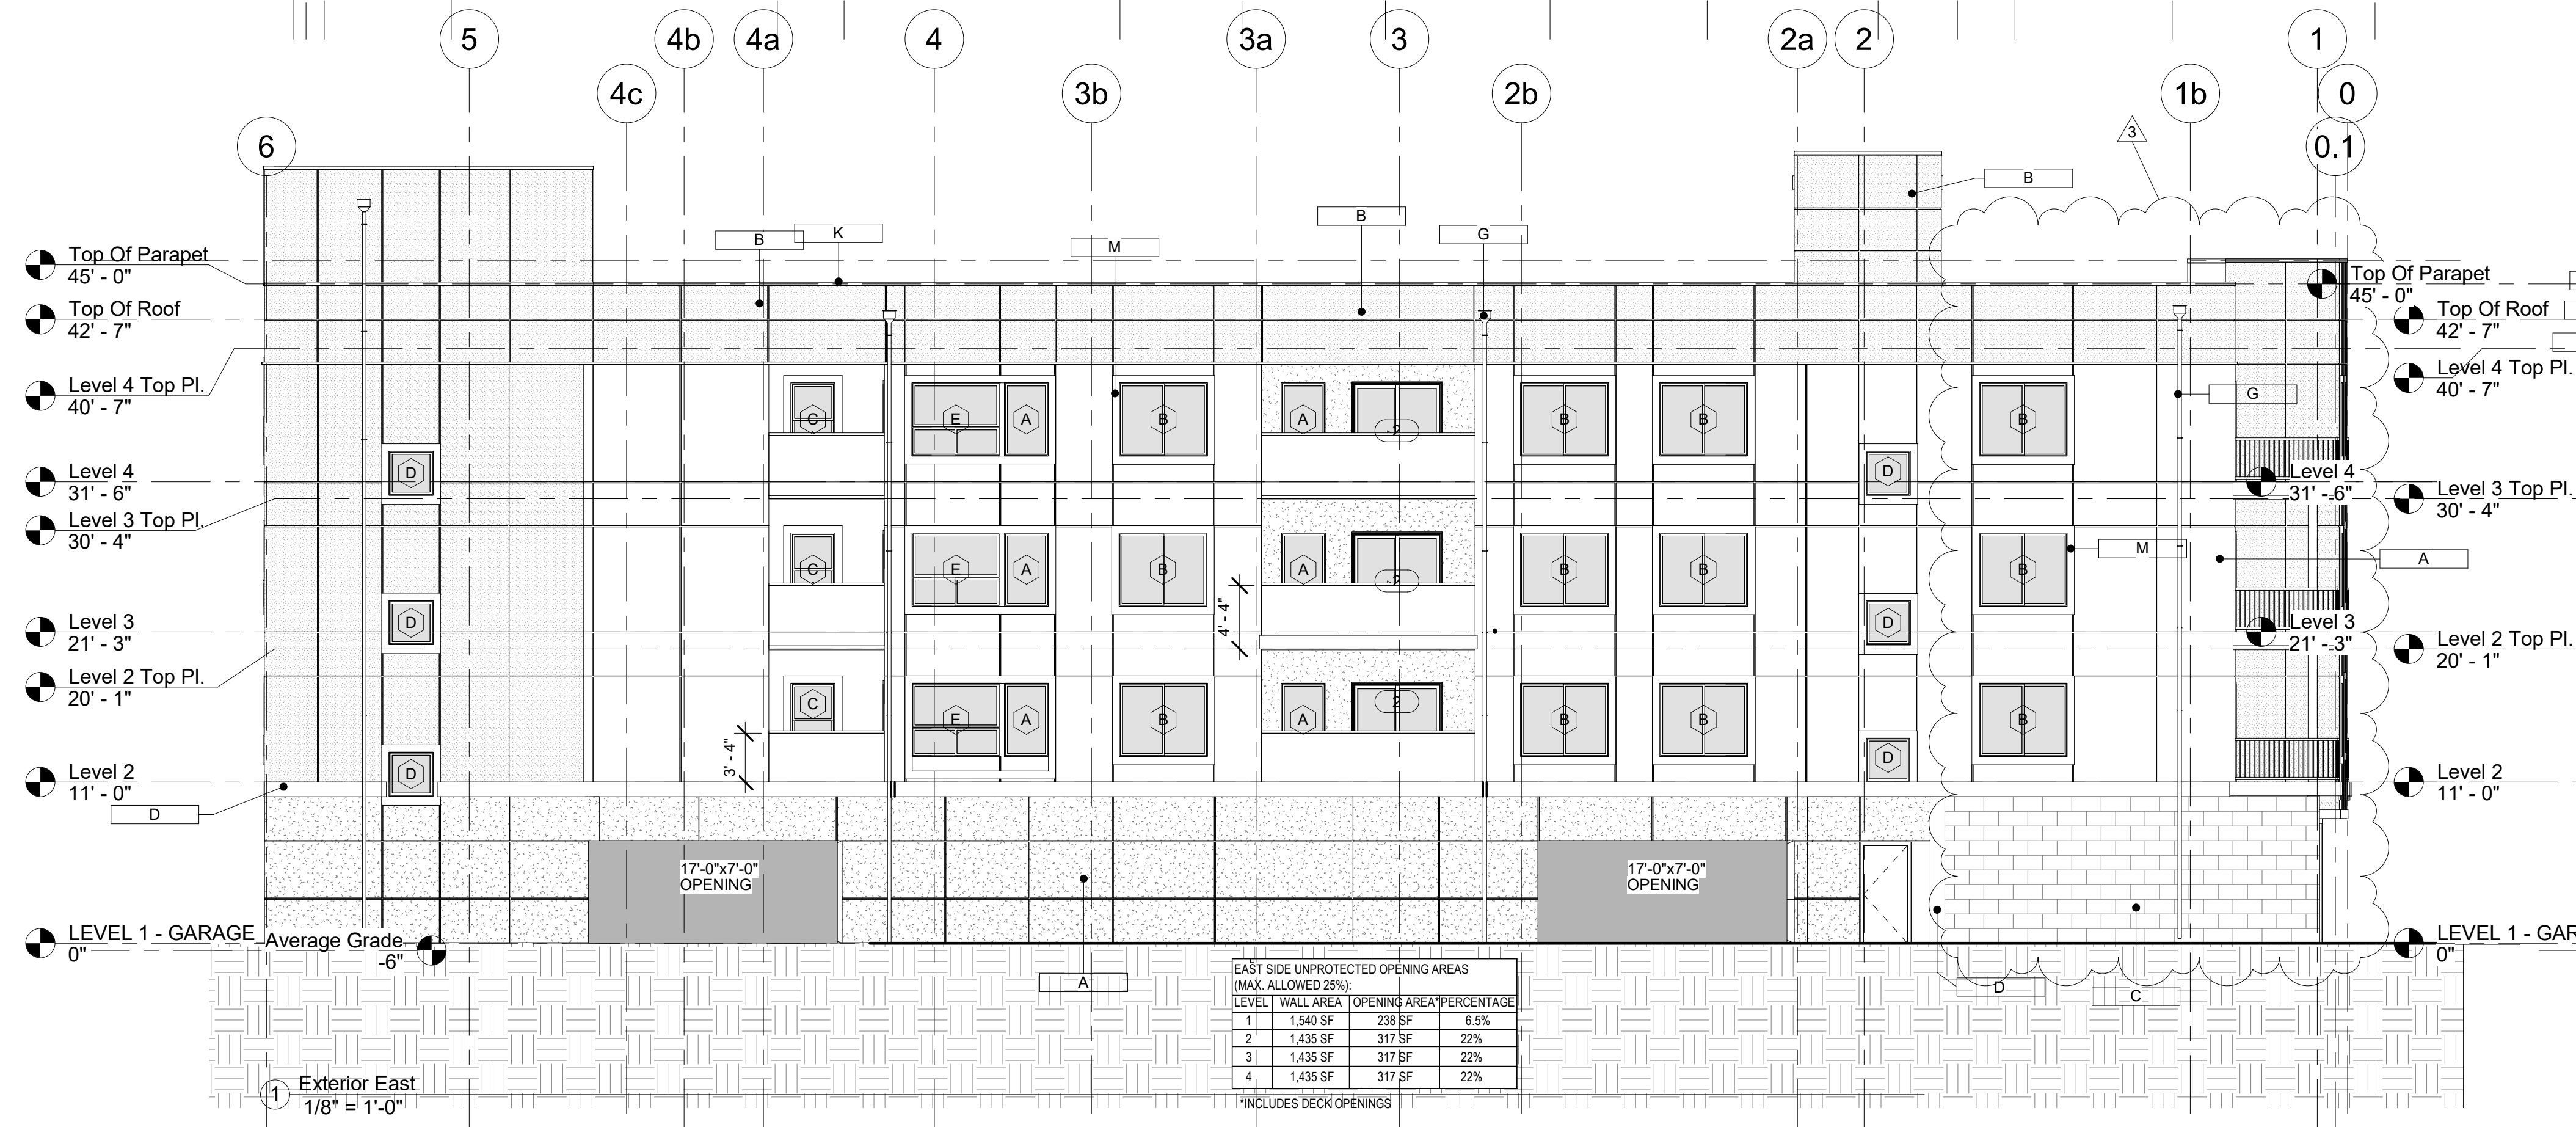 5
4b
4a
4
3a
3
2a
2
1
4c
3b
2b
1b
0
6
0.1
3
B
B
K
B
G
M
Top Of Parapet
45' - 0"
Top Of Roof
42' - 7"
Level 4 Top Pl.
40' - 7"
Level 4
31' - 6"
Level 3 Top Pl.
30' - 4"
Level 3
21' - 3"
Level 2 Top Pl.
20' - 1"
Level 2
11' - 0"
D
LEVEL 1 - GARAGE
0"
Average Grade
-6"
Top Of Parapet
45' - 0"
Top Of Roof
42' - 7"
Level 4 Top Pl.
40' - 7"
Level 4
31' - 6"
Level 3 Top Pl.
30' - 4"
Level 3
21' - 3"
Level 2 Top Pl.
20' - 1"
Level 2
11' - 0"
LEVEL 1 - GAR
0"
G
M
A
C E A B A 2 B B B
D D
C E A B A 2 B B B
D D
C E A B A 2 B B B
D D
4' - 4"
3' - 4"
17'-0"x7'-0"
OPENING
17'-0"x7'-0"
OPENING
A
D
C
EAST SIDE UNPROTECTED OPENING AREAS
(MAX. ALLOWED 25%):
LEVEL WALL AREA OPENING AREA* PERCENTAGE
1 1,540 SF 238 SF 6.5%
2 1,435 SF 317 SF 22%
3 1,435 SF 317 SF 22%
4 1,435 SF 317 SF 22%
*INCLUDES DECK OPENINGS
1
Exterior East
1/8" = 1'-0"